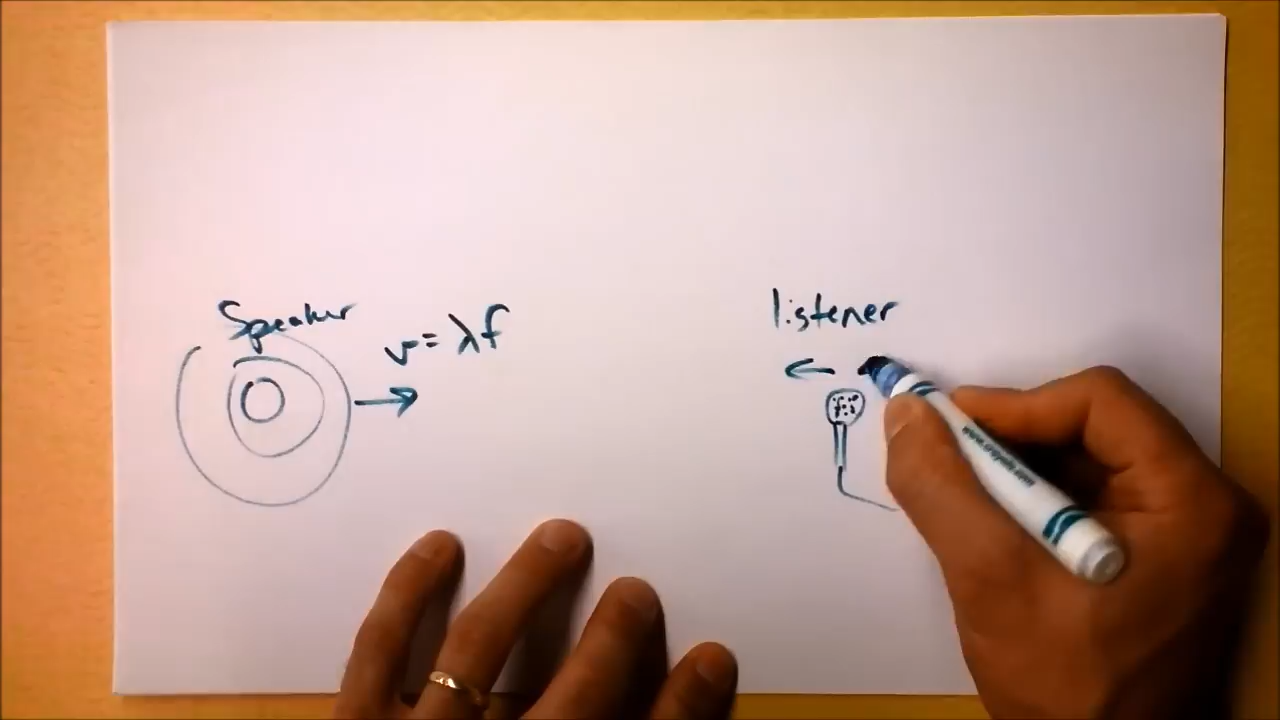 Speaker
v = λf
listener